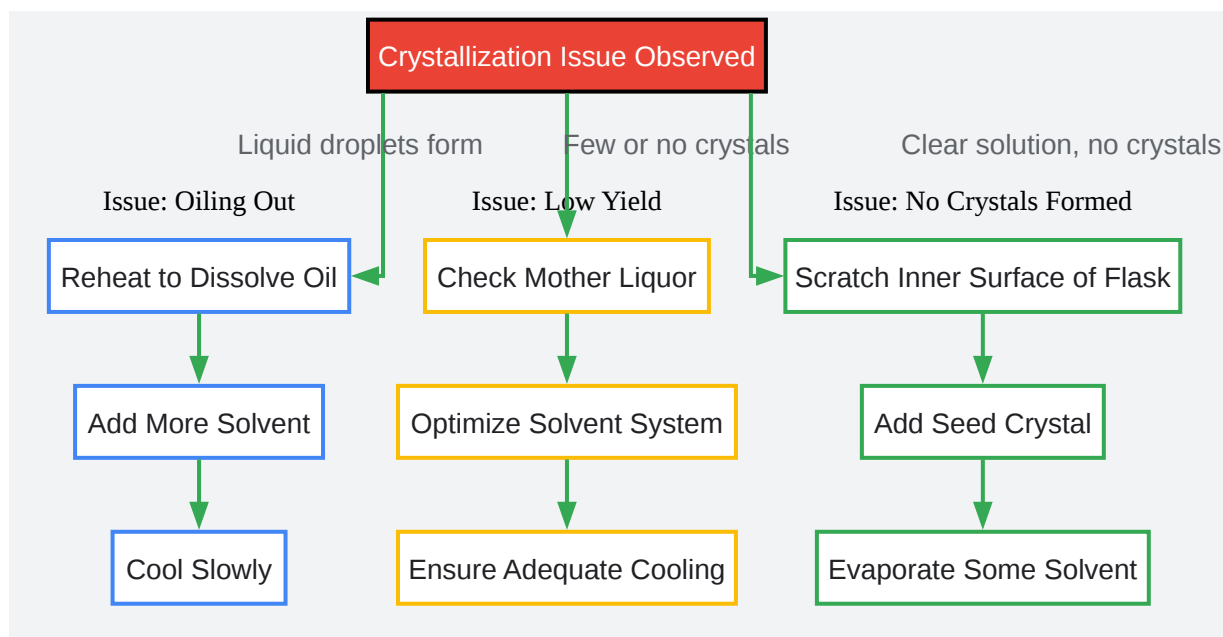 Crystallization Issue Observed
Liquid droplets form
Few or no crystals
Clear solution, no crystals
Issue: Oiling Out
Issue: Low Yield
Issue: No Crystals Formed
Reheat to Dissolve Oil
Check Mother Liquor
Scratch Inner Surface of Flask
Add More Solvent
Optimize Solvent System
Add Seed Crystal
Cool Slowly
Ensure Adequate Cooling
Evaporate Some Solvent